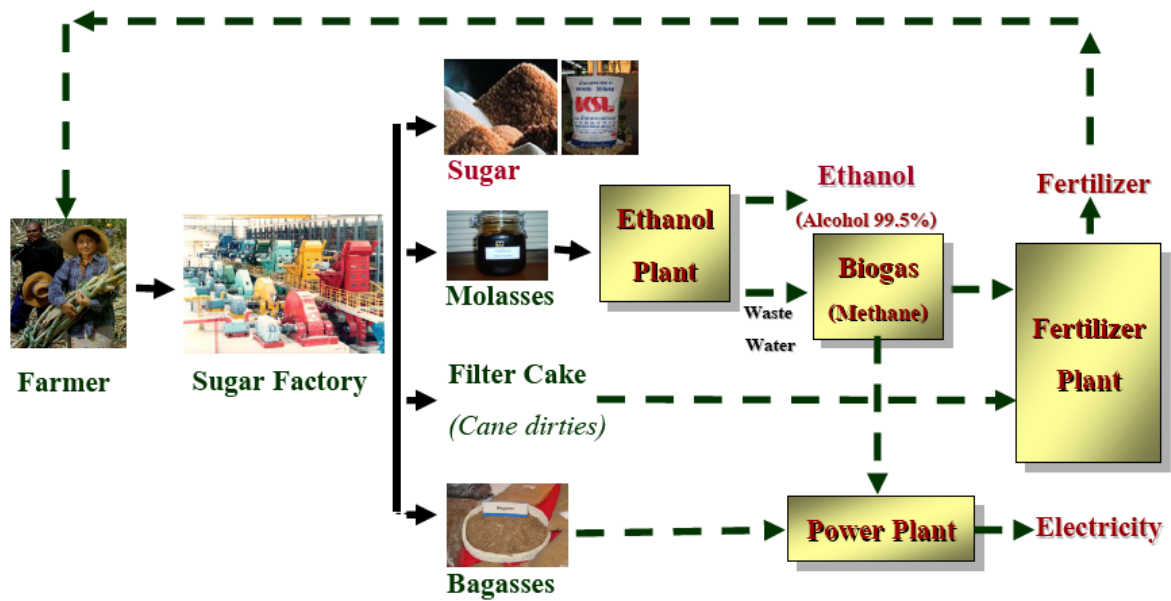 KSL
Sugar
Ethanol
(Alcohol 99.5%)
Fertilizer
Ethanol
Plant
Biogas
(Methane)
Waste
Water
Molasses
Fertilizer
Plant
Farmer
Sugar Factory
Filter Cake
(Cane dirties)
Power Plant
Electricity
Bagasses